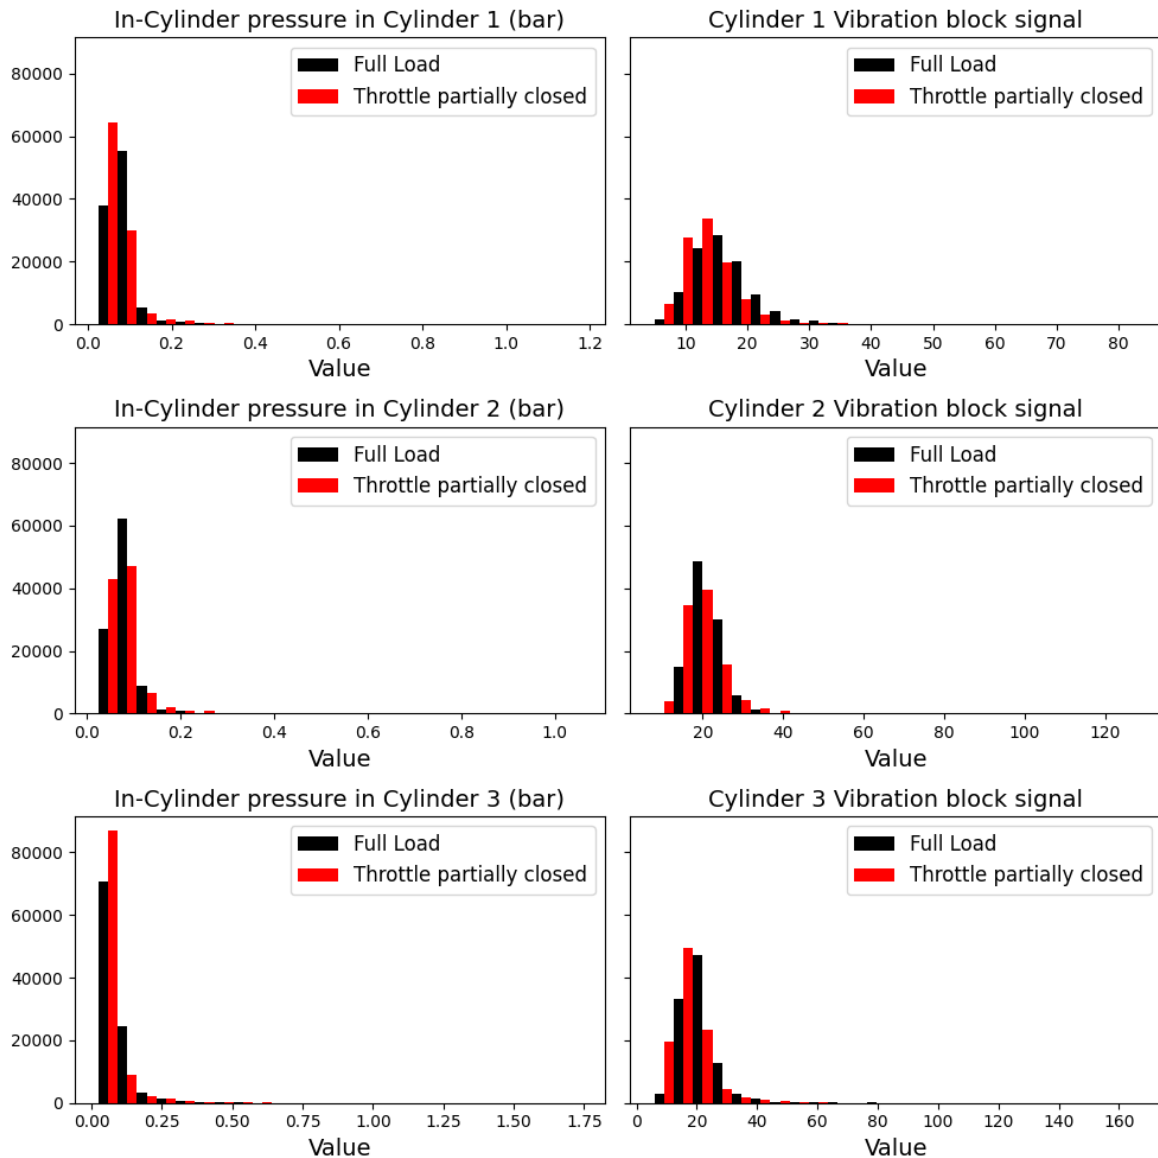 In-Cylinder pressure in Cylinder 1 (bar)
Full Load
Throttle partially closed
80000
60000
40000
20000
0
0.0 0.2 0.4 0.6 0.8 1.0 1.2
Value
Cylinder 1 Vibration block signal
Full Load
Throttle partially closed
10 20 30 40 50 60 70 80
Value
In-Cylinder pressure in Cylinder 2 (bar)
Full Load
Throttle partially closed
80000
60000
40000
20000
0
0.0 0.2 0.4 0.6 0.8 1.0
Value
Cylinder 2 Vibration block signal
Full Load
Throttle partially closed
20 40 60 80 100 120
Value
In-Cylinder pressure in Cylinder 3 (bar)
Full Load
Throttle partially closed
80000
60000
40000
20000
0
0.00 0.25 0.50 0.75 1.00 1.25 1.50 1.75
Value
Cylinder 3 Vibration block signal
Full Load
Throttle partially closed
0 20 40 60 80 100 120 140 160
Value